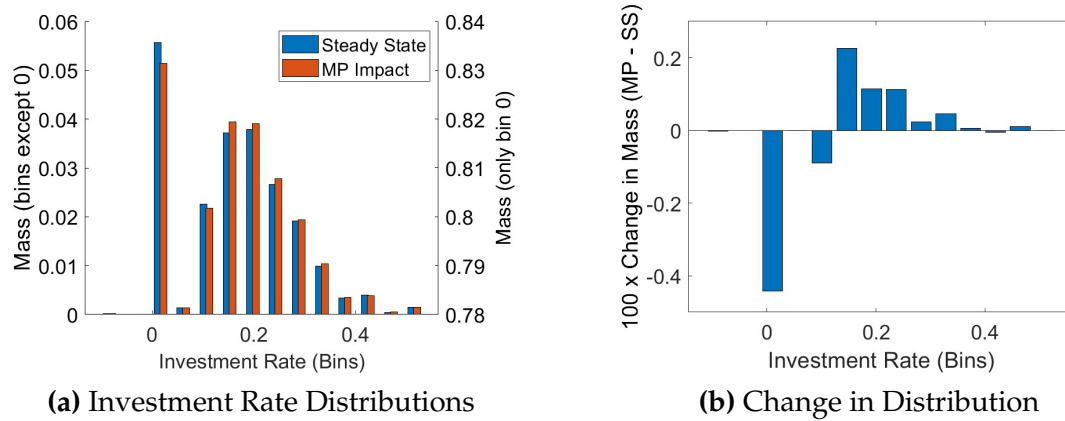 0.06
0.05
0.04
0.03
0.02
0.01
0
Mass (bins except 0)
Steady State
MP Impact
0.84
0.83
0.82
0.81
0.8
0.79
0.78
Mass (only bin 0)
0 0.2 0.4
Investment Rate (Bins)
(a) Investment Rate Distributions
100 x Change in Mass (MP - SS)
0.2
0
-0.2
-0.4
0 0.2 0.4
Investment Rate (Bins)
(b) Change in Distribution